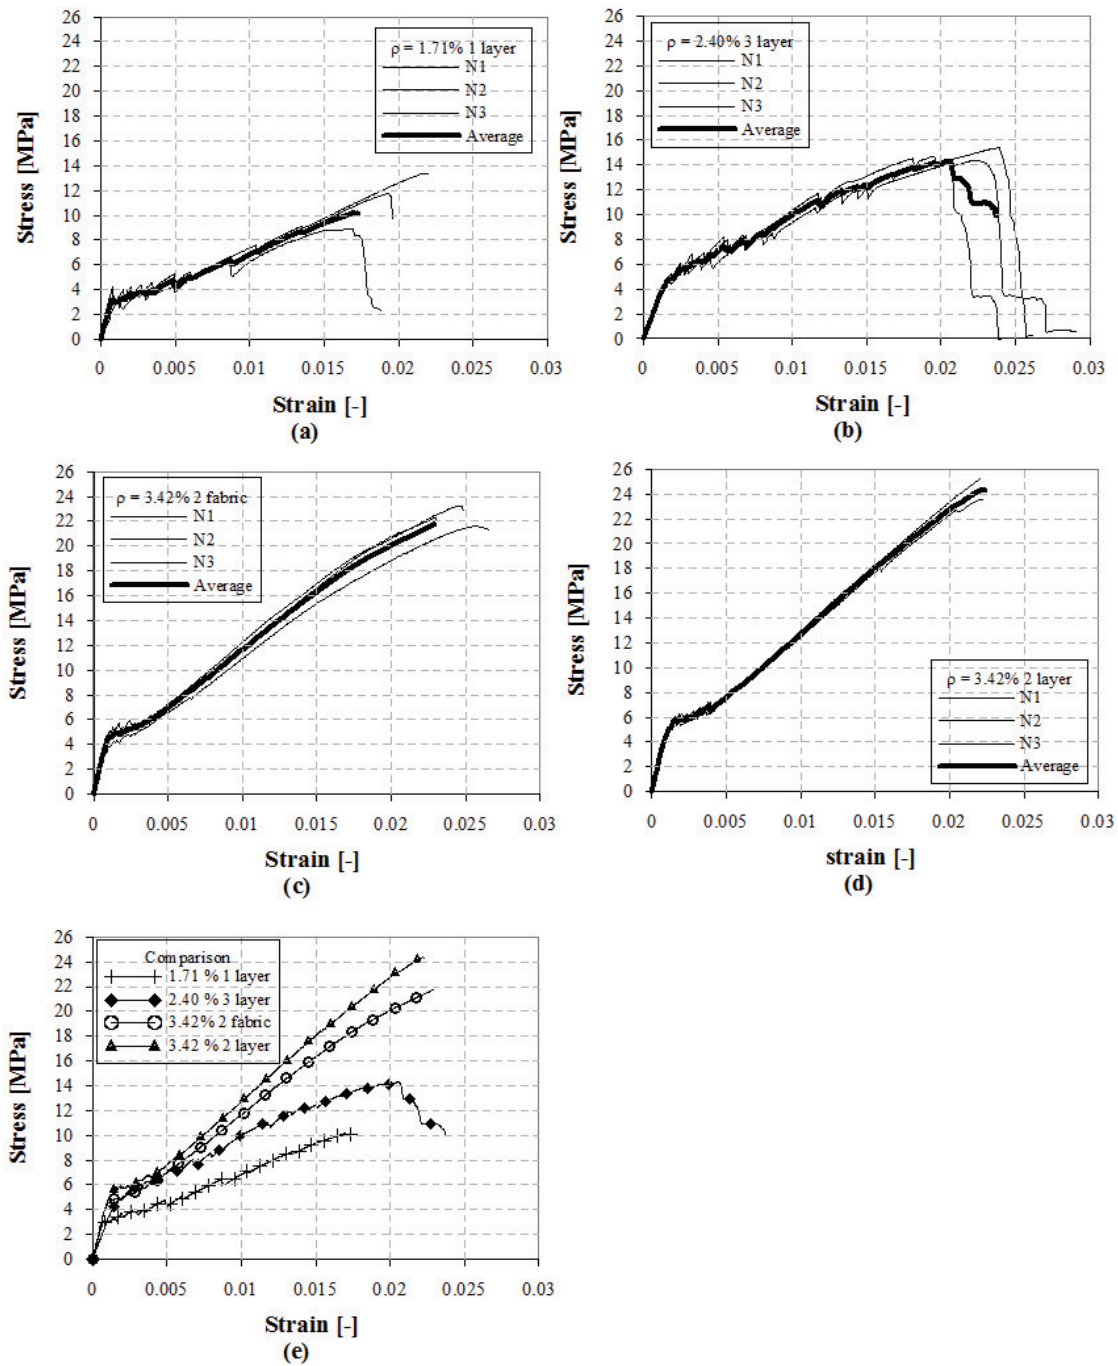 26
24
22
20
18
16
14
12
10
8
6
4
2
0
Stress [MPa]
ρ = 1.71% 1 layer
N1
N2
N3
Average
0 0.005 0.01 0.015 0.02 0.025 0.03
Strain [-]
(a)
26
24
22
20
18
16
14
12
10
8
6
4
2
0
Stress [MPa]
ρ = 2.40% 3 layer
N1
N2
N3
Average
0 0.005 0.01 0.015 0.02 0.025 0.03
Strain [-]
(b)
26
24
22
20
18
16
14
12
10
8
6
4
2
0
Stress [MPa]
ρ = 3.42% 2 fabric
N1
N2
N3
Average
0 0.005 0.01 0.015 0.02 0.025 0.03
Strain [-]
(c)
26
24
22
20
18
16
14
12
10
8
6
4
2
0
Stress [MPa]
ρ = 3.42% 2 layer
N1
N2
N3
Average
0 0.005 0.01 0.015 0.02 0.025 0.03
strain [-]
(d)
26
24
22
20
18
16
14
12
10
8
6
4
2
0
Stress [MPa]
Comparison
1.71 % 1 layer
2.40 % 3 layer
3.42% 2 fabric
3.42 % 2 layer
0 0.005 0.01 0.015 0.02 0.025 0.03
Strain [-]
(e)